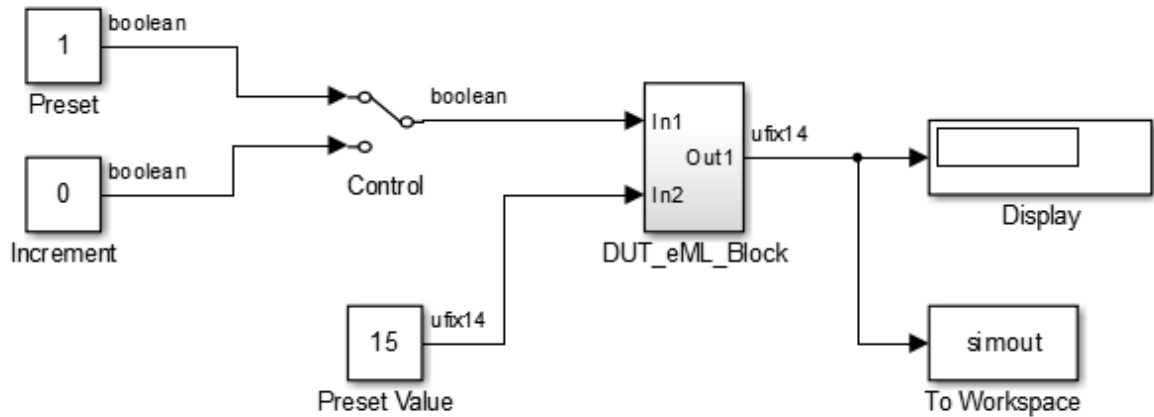 1
boolean
Preset
0
boolean
Increment
Control
boolean
15
ufix14
Preset Value
In1
In2
Out1
DUT_eML_Block
ufix14
Display
simout
To Workspace